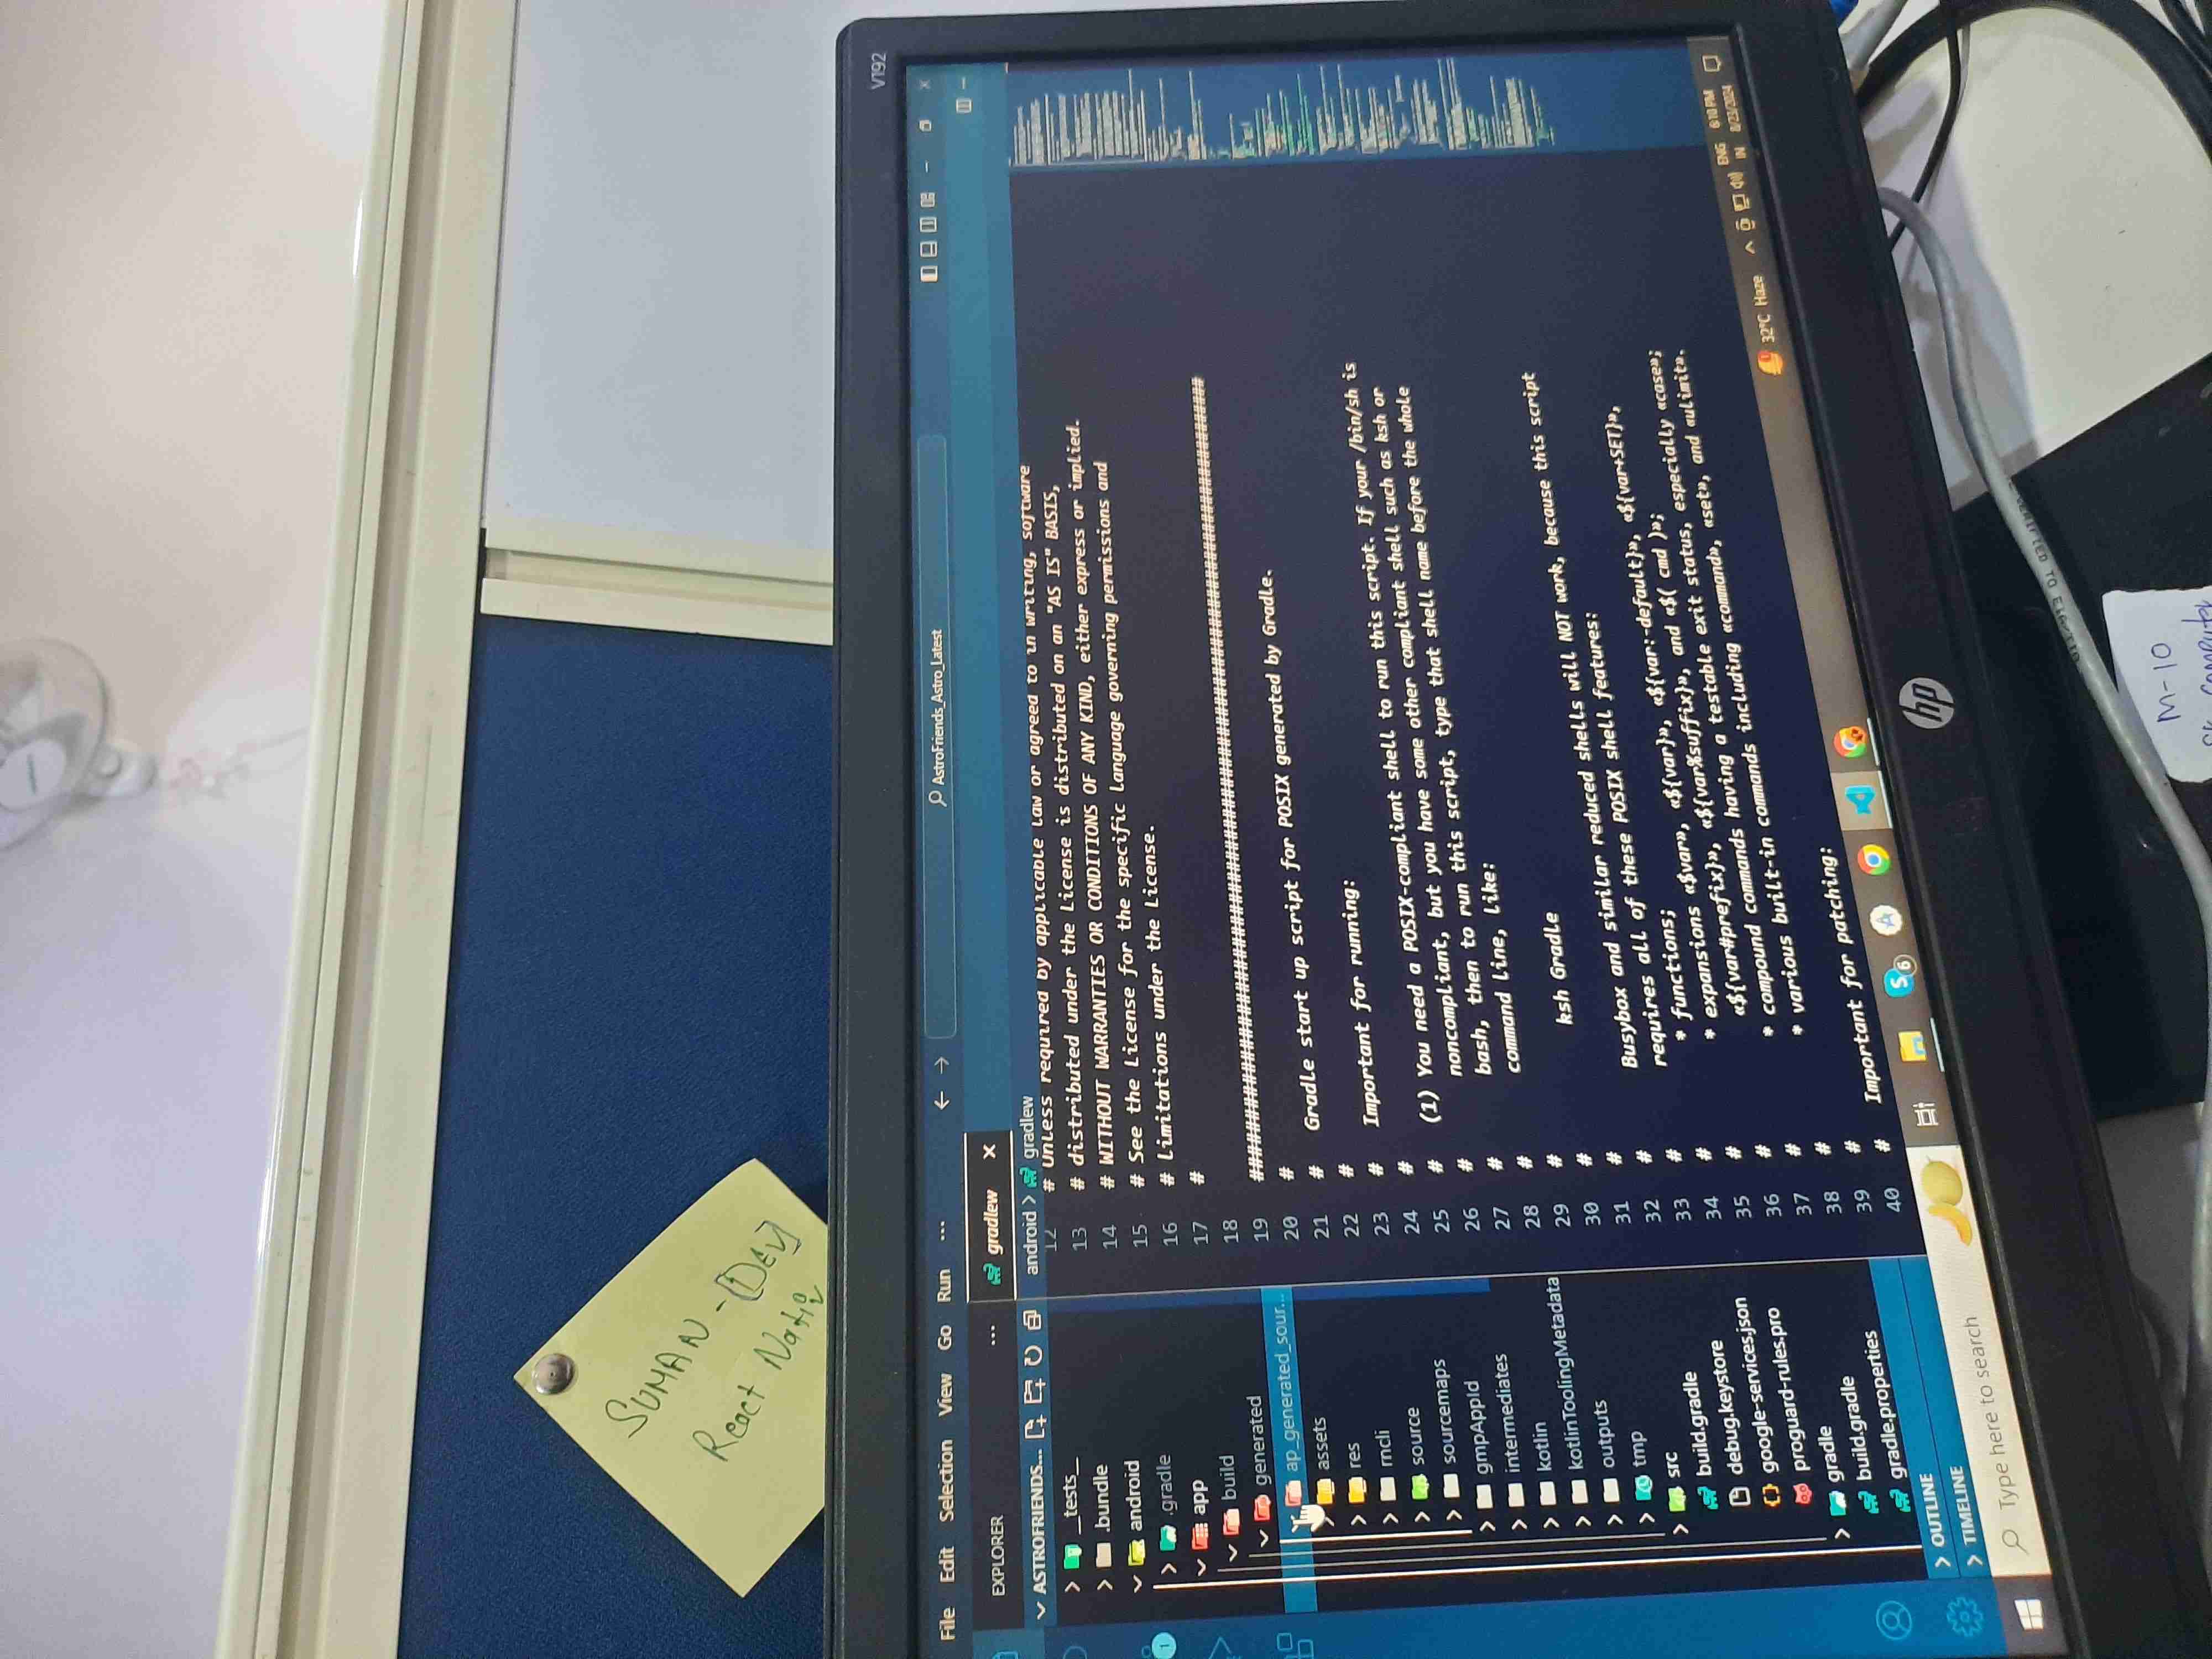 SUMAN - [DEV]
React Nativ
V192
File Edit Selection View Go Run ...
AstroFriends_Astro_Latest
EXPLORER ...
ASTROFRIENDS...
__tests__
.bundle
android
.gradle
app
build
generated
ap_generated_sour...
assets
res
rncli
source
sourcemaps
gmpAppId
intermediates
kotlin
kotlinToolingMetadata
outputs
tmp
src
build.gradle
debug.keystore
google-services.json
proguard-rules.pro
gradle
build.gradle
gradle.properties
OUTLINE
TIMELINE
1
gradlew
android > gradlew
12 # Unless required by applicable law or agreed to in writing, software
13 # distributed under the License is distributed on an "AS IS" BASIS,
14 # WITHOUT WARRANTIES OR CONDITIONS OF ANY KIND, either express or implied.
15 # See the License for the specific language governing permissions and
16 # limitations under the License.
17 #
18
19 ##############################################################################
20 #
21 # Gradle start up script for POSIX generated by Gradle.
22 #
23 # Important for running:
24 #
25 # (1) You need a POSIX-compliant shell to run this script. If your /bin/sh is
26 # noncompliant, but you have some other compliant shell such as ksh or
27 # bash, then to run this script, type that shell name before the whole
28 # command line, like:
29 #
30 # ksh Gradle
31 #
32 # Busybox and similar reduced shells will NOT work, because this script
33 # requires all of these POSIX shell features:
34 # * functions;
35 # * expansions «$var», «${var}», «${var:-default}», «${var+SET}»,
36 # «${var#prefix}», «${var%suffix}», and «$( cmd )»;
37 # * compound commands having a testable exit status, especially «case»;
38 # * various built-in commands including «command», «set», and «ulimit».
39 #
40 # Important for patching:
Type here to search
S 6
32°C Haze
ENG
IN
6:10 PM
8/23/2024
hp
VERIFIED TO
M-10
computer